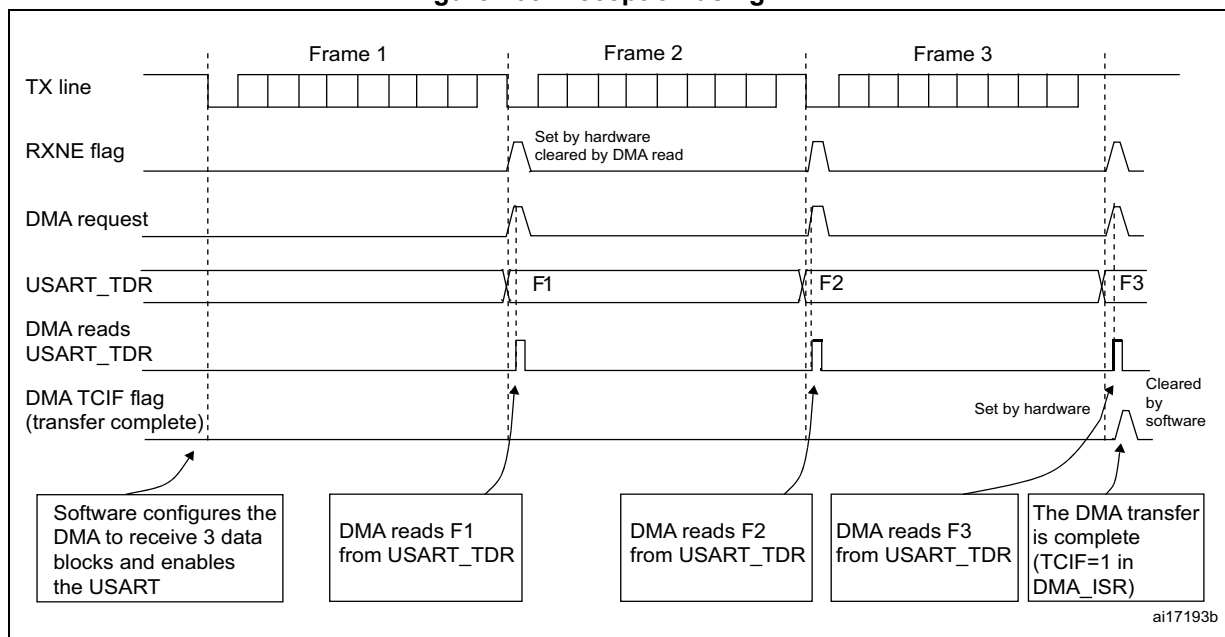 Frame 1
Frame 2
Frame 3
TX line
RXNE flag
Set by hardware
cleared by DMA read
DMA request
USART_TDR
F1
F2
F3
DMA reads
USART_TDR
DMA TCIF flag
(transfer complete)
Set by hardware
Cleared
by
software
Software configures the
DMA to receive 3 data
blocks and enables
the USART
DMA reads F1
from USART_TDR
DMA reads F2
from USART_TDR
DMA reads F3
from USART_TDR
The DMA transfer
is complete
(TCIF=1 in
DMA_ISR)
ai17193b